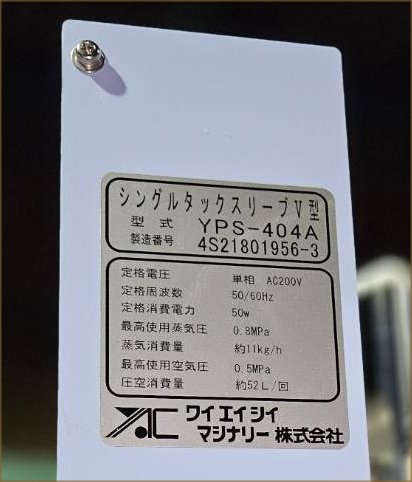 シングルタックスリーブV型
型式 YPS-404A
製造番号 4S21801956-3
定格電圧 単相 AC200V
定格周波数 50/60Hz
定格消費電力 50w
最高使用蒸気圧 0.8MPa
蒸気消費量 約11kg/h
最高使用空気圧 0.5MPa
圧空消費量 約52L/回
YAC ワイエイシイ
マシナリー株式会社